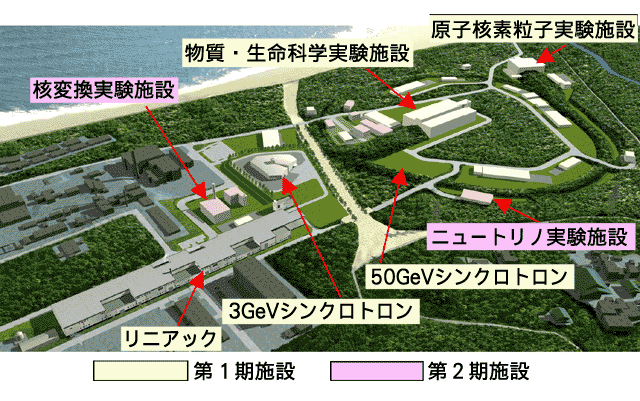 原子核素粒子実験施設
物質・生命科学実験施設
核変換実験施設
ニュートリノ実験施設
50GeVシンクロトロン
3GeVシンクロトロン
リニアック
第1期施設
第2期施設